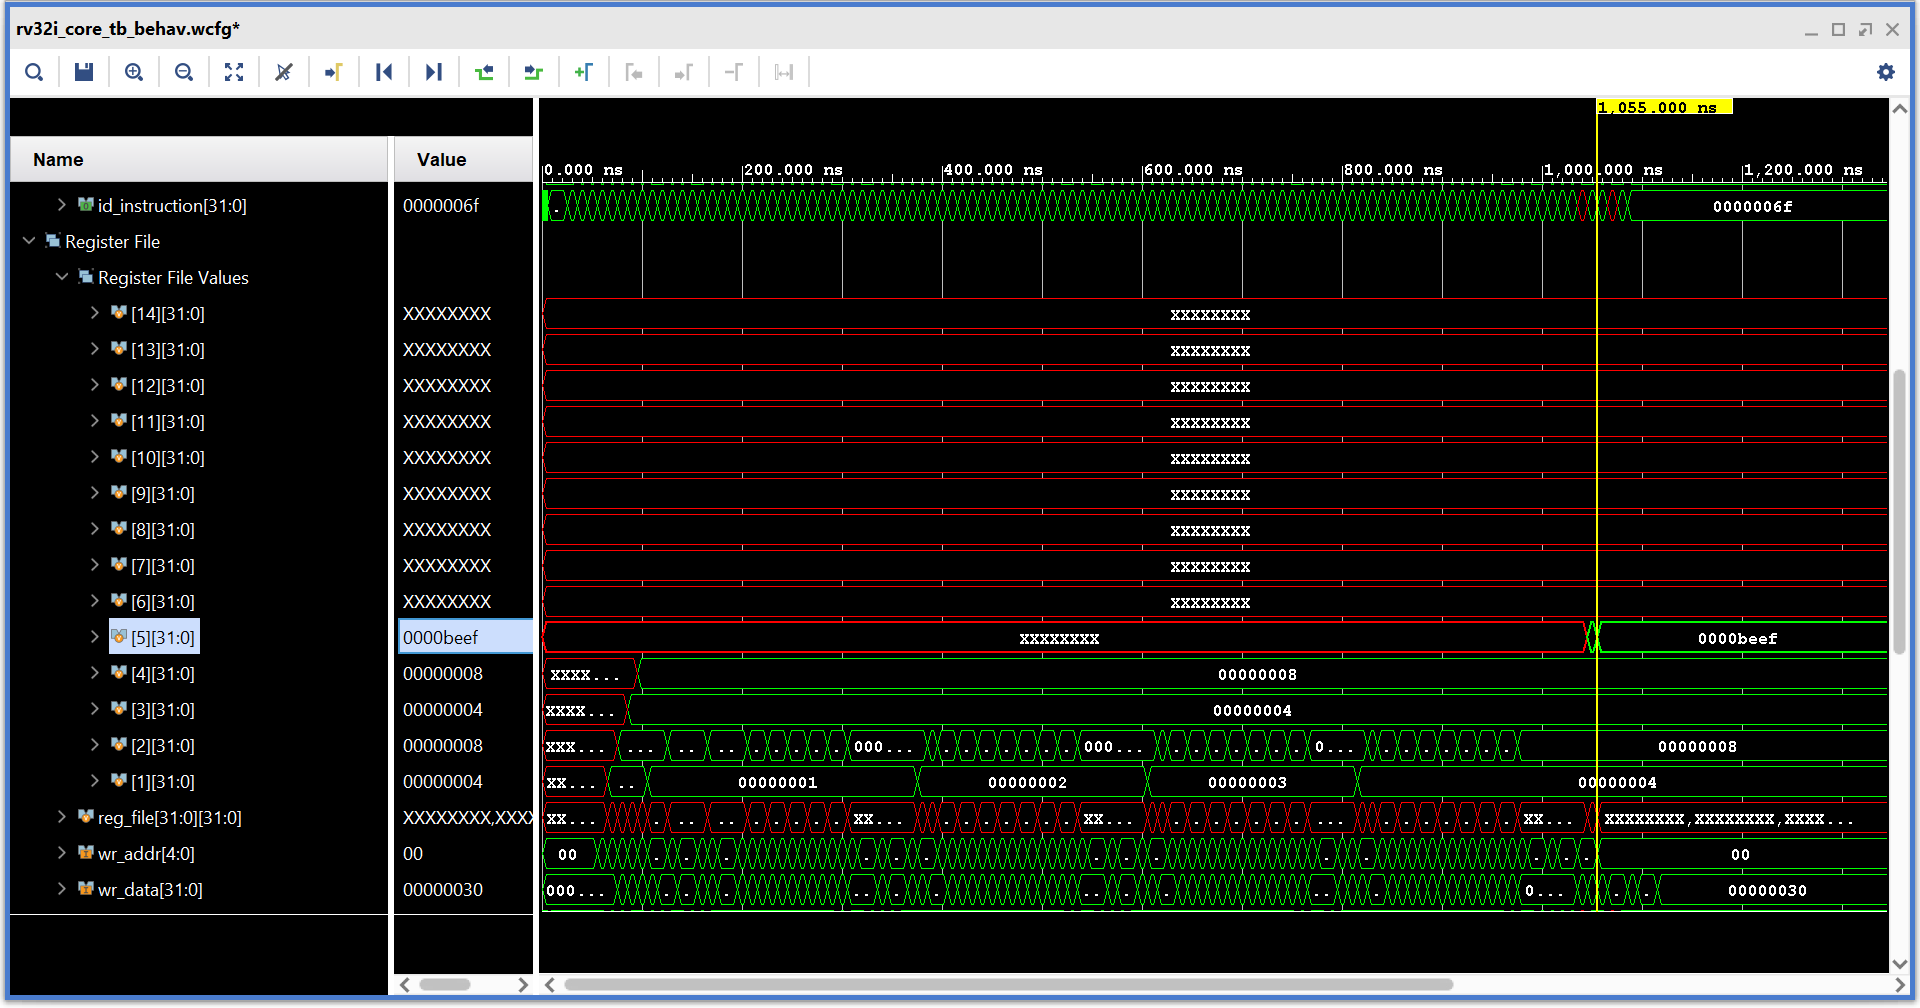 rv32i_core_tb_behav.wcfg*
1,055.000 ns
Name Value 0.000 ns 200.000 ns 400.000 ns 600.000 ns 800.000 ns 1,000.000 ns 1,200.000 ns
id_instruction[31:0] 0000006f . 0000006f
Register File
Register File Values
[14][31:0] XXXXXXXX XXXXXXXX
[13][31:0] XXXXXXXX XXXXXXXX
[12][31:0] XXXXXXXX XXXXXXXX
[11][31:0] XXXXXXXX XXXXXXXX
[10][31:0] XXXXXXXX XXXXXXXX
[9][31:0] XXXXXXXX XXXXXXXX
[8][31:0] XXXXXXXX XXXXXXXX
[7][31:0] XXXXXXXX XXXXXXXX
[6][31:0] XXXXXXXX XXXXXXXX
[5][31:0] 0000beef XXXXXXXX 0000beef
[4][31:0] 00000008 XXXX... 00000008
[3][31:0] 00000004 XXXX... 00000004
[2][31:0] 00000008 XXX... ... .. .. . . . . 000... . . . . . . 000... . . . . . . 0... . . . . . . 00000008
[1][31:0] 00000004 XX... .. 00000001 00000002 00000003 00000004
reg_file[31:0][31:0] XXXXXXXX,XXXX XX... . .. .. . . . . XX... . . . . . . XX... . . . . . . . . . . . . XX... XXXXXXXX,XXXXXXXX,XXXX...
wr_addr[4:0] 00 00 . . . . . . . . . . . . . . 00
wr_data[31:0] 00000030 000... . . . .. . .. . .. . 0... . . 00000030